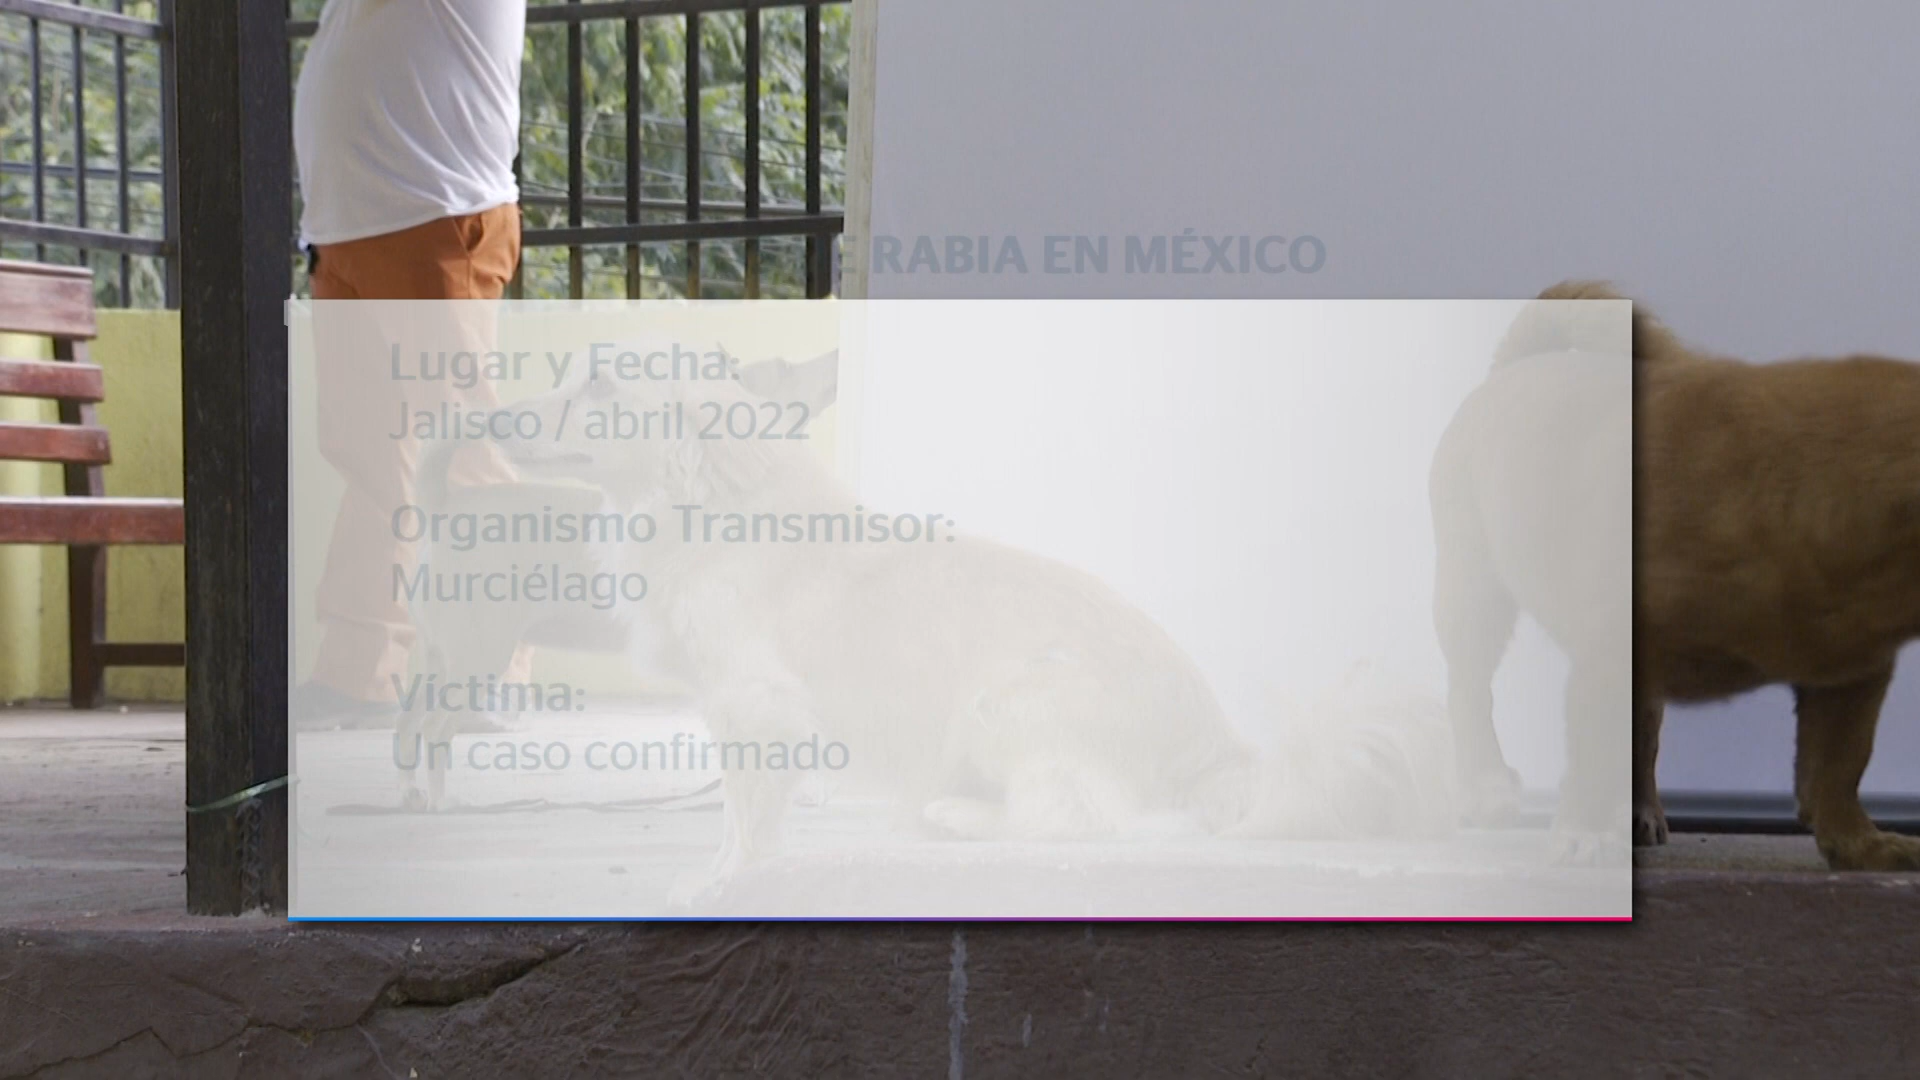 E RABIA EN MÉXICO
Lugar y Fecha:
Jalisco / abril 2022
Organismo Transmisor:
Murciélago
Víctima:
Un caso confirmado